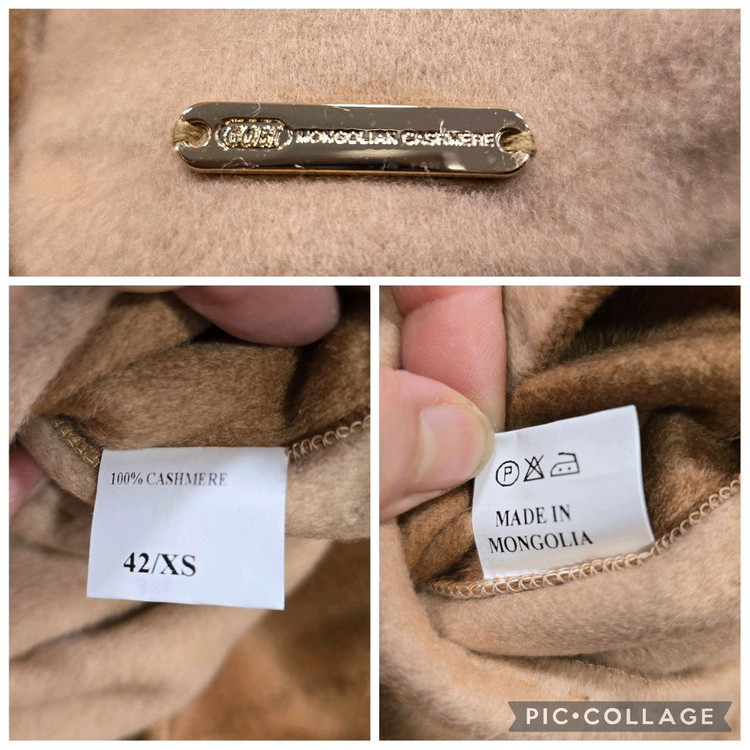 GOBI MONGOLIAN CASHMERE
100% CASHMERE
42/XS
P
MADE IN
MONGOLIA
PIC•COLLAGE